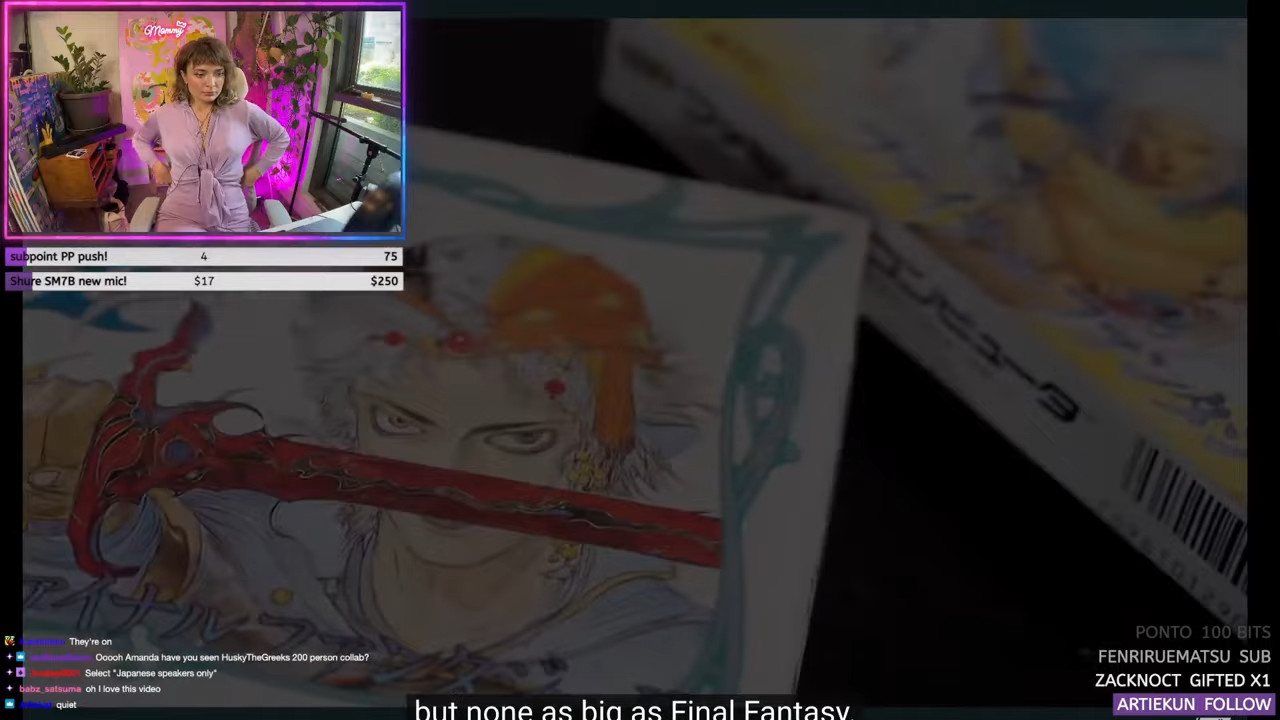 Mommy
subpoint PP push! 4 75
Shure SM7B new mic! $17 $250
They're on
Ooooh Amanda have you seen HuskyTheGreeks 200 person collab?
Select "Japanese speakers only"
babz_satsuma oh I love this video
quiet
PONTO 100 BITS
FENRIRUEMATSU SUB
ZACKNOCT GIFTED X1
ARTIEKUN FOLLOW
but none as big as Final Fantasy.